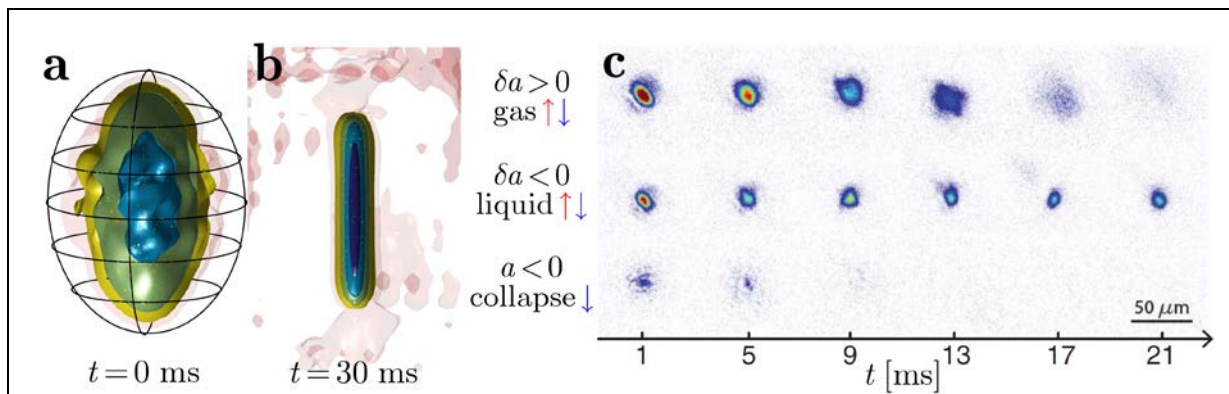 a
b
c
t=0 ms
t=30 ms
δa>0
gas↑↓
δa<0
liquid↑↓
a<0
collapse↓
50 μm
1 5 9 13 17 21
t [ms]